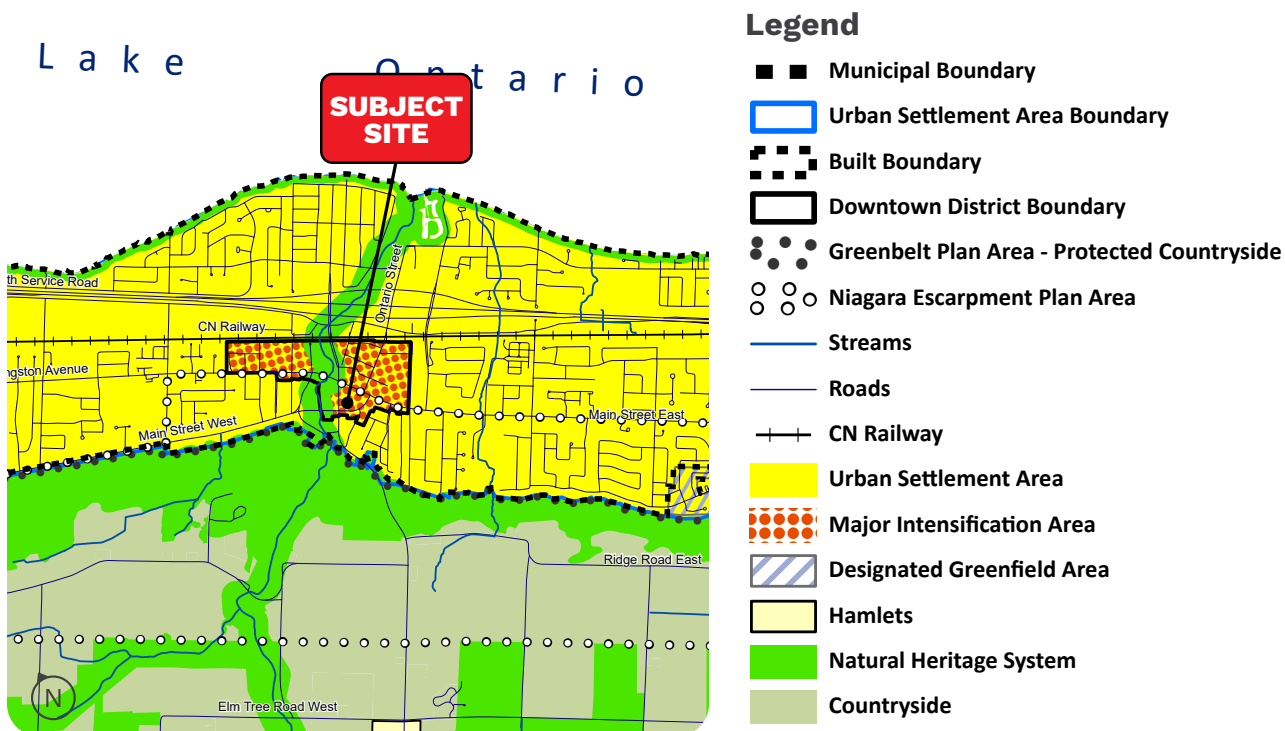 Lake Ontario
SUBJECT
SITE
th Service Road
Ontario Street
CN Railway
ngston Avenue
Main Street East
Main Street West
Ridge Road East
Elm Tree Road West
N
Legend
Municipal Boundary
Urban Settlement Area Boundary
Built Boundary
Downtown District Boundary
Greenbelt Plan Area - Protected Countryside
Niagara Escarpment Plan Area
Streams
Roads
CN Railway
Urban Settlement Area
Major Intensification Area
Designated Greenfield Area
Hamlets
Natural Heritage System
Countryside